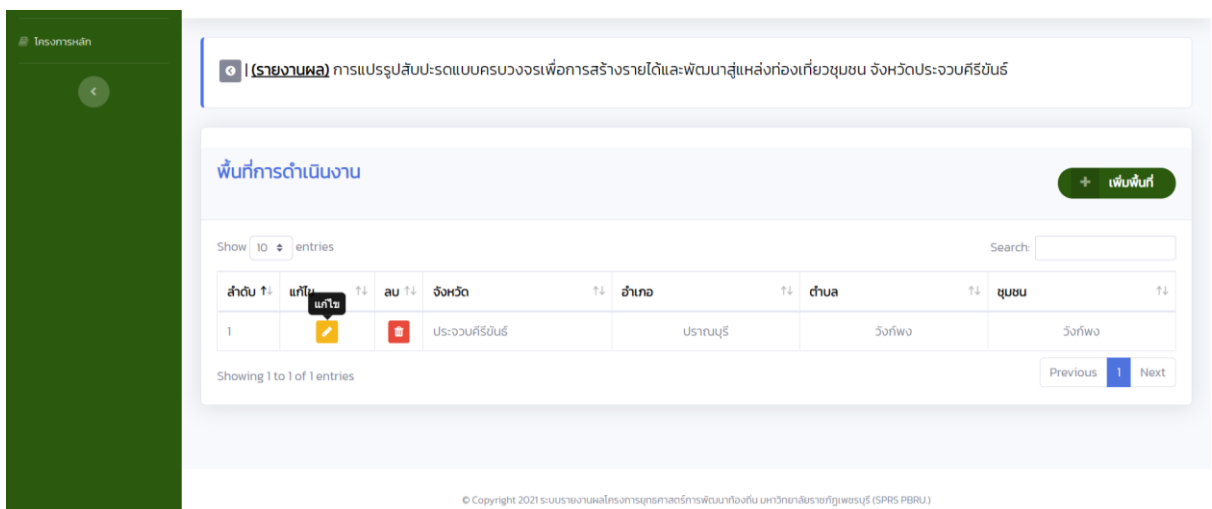 โครงการหลัก
| (รายงานผล) การแปรรูปสับปะรดแบบครบวงจรเพื่อการสร้างรายได้และพัฒนาสู่แหล่งท่องเที่ยวชุมชน จังหวัดประจวบคีรีขันธ์
พื้นที่การดำเนินงาน
+ เพิ่มพื้นที่
Show 10 entries
Search:
ลำดับ แก้ไข ลบ จังหวัด อำเภอ ตำบล ชุมชน
แก้ไข
1 ประจวบคีรีขันธ์ ปราณบุรี วังก์พง วังก์พง
Showing 1 to 1 of 1 entries
Previous 1 Next
© Copyright 2021 ระบบรายงานผลโครงการยุทธศาสตร์การพัฒนาท้องถิ่น มหาวิทยาลัยราชภัฏเพชรบุรี (SPRS PBRU.)